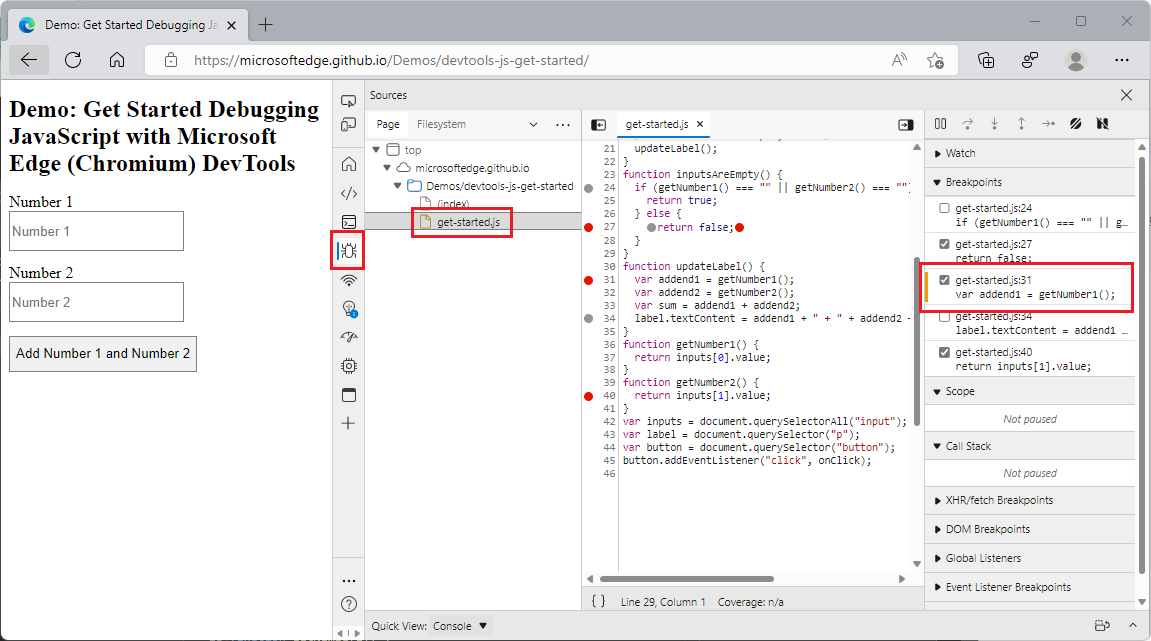 Demo: Get Started Debugging Ja
https://microsoftedge.github.io/Demos/devtools-js-get-started/
Demo: Get Started Debugging
JavaScript with Microsoft
Edge (Chromium) DevTools
Number 1
Number 1
Number 2
Number 2
Add Number 1 and Number 2
Sources
Page Filesystem
top
microsoftedge.github.io
Demos/devtools-js-get-started
(index)
get-started.js
get-started.js
21 updateLabel();
22 }
23 function inputsAreEmpty() {
24 if (getNumber1() === "" || getNumber2() === "")
25 return true;
26 } else {
27 return false;
28 }
29 }
30 function updateLabel() {
31 var addend1 = getNumber1();
32 var addend2 = getNumber2();
33 var sum = addend1 + addend2;
34 label.textContent = addend1 + " + " + addend2 +
35 }
36 function getNumber1() {
37 return inputs[0].value;
38 }
39 function getNumber2() {
40 return inputs[1].value;
41 }
42 var inputs = document.querySelectorAll("input");
43 var label = document.querySelector("p");
44 var button = document.querySelector("button");
45 button.addEventListener("click", onClick);
46
{ } Line 29, Column 1 Coverage: n/a
Watch
Breakpoints
get-started.js:24
if (getNumber1() === "" || g…
get-started.js:27
return false;
get-started.js:31
var addend1 = getNumber1();
get-started.js:34
label.textContent = addend1 …
get-started.js:40
return inputs[1].value;
Scope
Not paused
Call Stack
Not paused
XHR/fetch Breakpoints
DOM Breakpoints
Global Listeners
Event Listener Breakpoints
Quick View: Console